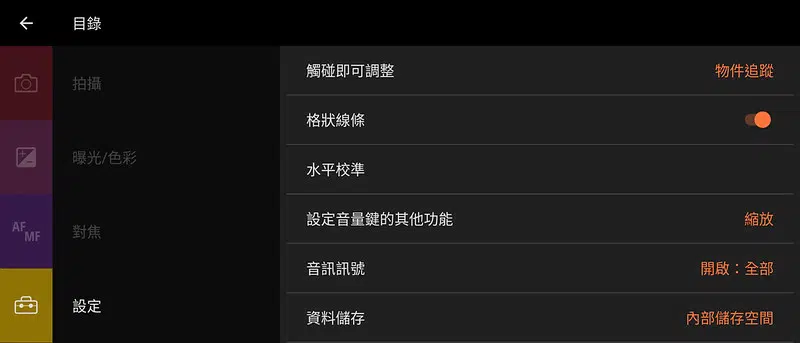 目錄
拍攝
曝光/色彩
AF
MF
對焦
設定
觸碰即可調整
物件追蹤
格狀線條
水平校準
設定音量鍵的其他功能
縮放
音訊訊號
開啟：全部
資料儲存
內部儲存空間